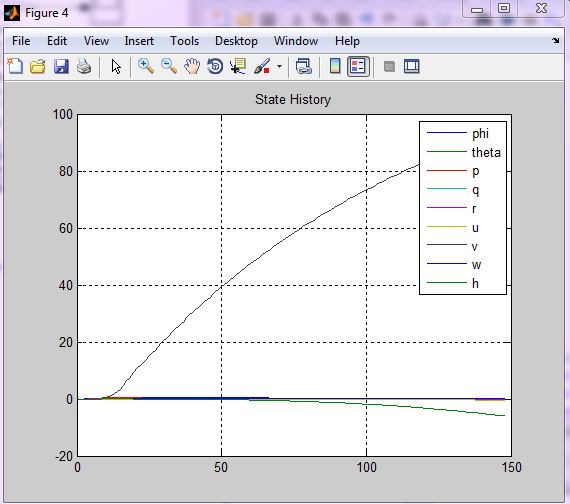 Figure 4
File Edit View Insert Tools Desktop Window Help
State History
100
80
60
40
20
0
-20
0 50 100 150
phi
theta
p
q
r
u
v
w
h